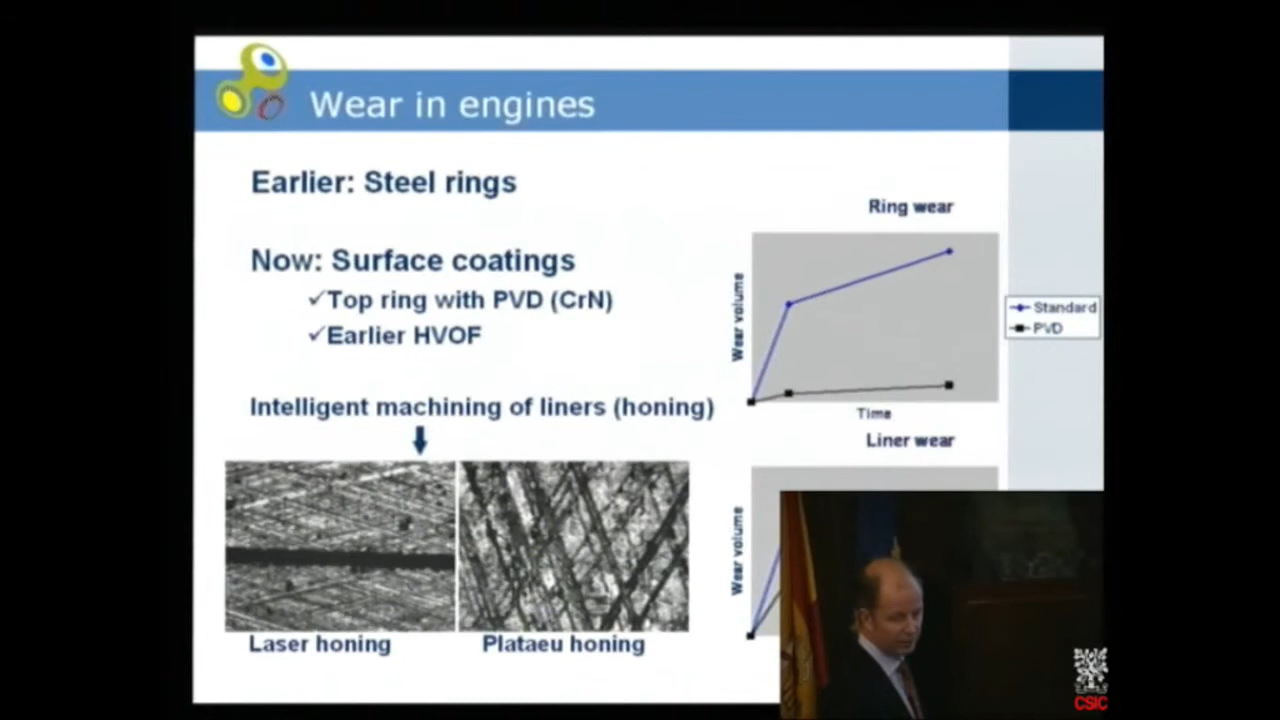 Wear in engines
Earlier: Steel rings
Now: Surface coatings
✓Top ring with PVD (CrN)
✓Earlier HVOF
Intelligent machining of liners (honing)
Laser honing
Plataeu honing
Ring wear
Wear volume
Time
Standard
PVD
Liner wear
Wear volume
CSIC